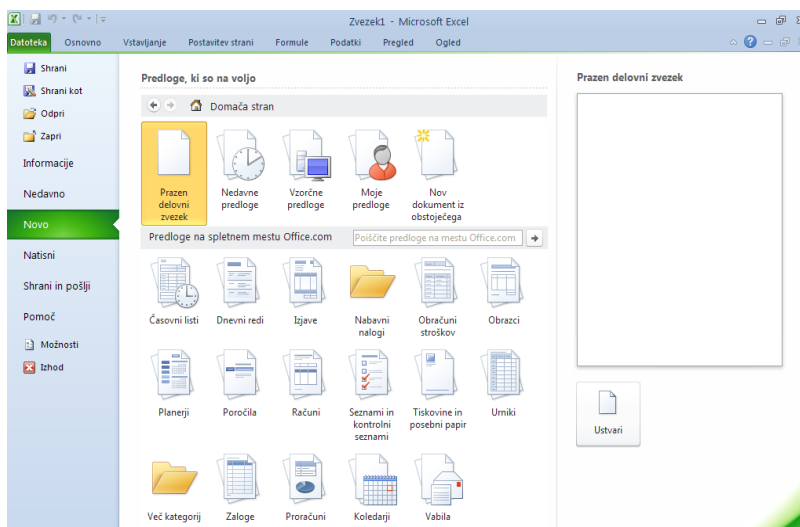 Zvezek1 - Microsoft Excel
Datoteka Osnovno Vstavljanje Postavitev strani Formule Podatki Pregled Ogled
Shrani
Shrani kot
Odpri
Zapri
Informacije
Nedavno
Novo
Natisni
Shrani in pošlji
Pomoč
Možnosti
Izhod
Predloge, ki so na voljo
Domača stran
Prazen delovni zvezek
Nedavne predloge
Vzorčne predloge
Moje predloge
Nov dokument iz obstoječega
Predloge na spletnem mestu Office.com
Poiščite predloge na mestu Office.com
Časovni listi
Dnevni redi
Izjave
Nabavni nalogi
Obračuni stroškov
Obrazci
Planerji
Poročila
Računi
Seznami in kontrolni seznami
Tiskovine in posebni papir
Urniki
Več kategorij
Zaloge
Proračuni
Koledarji
Vabila
Prazen delovni zvezek
Ustvari